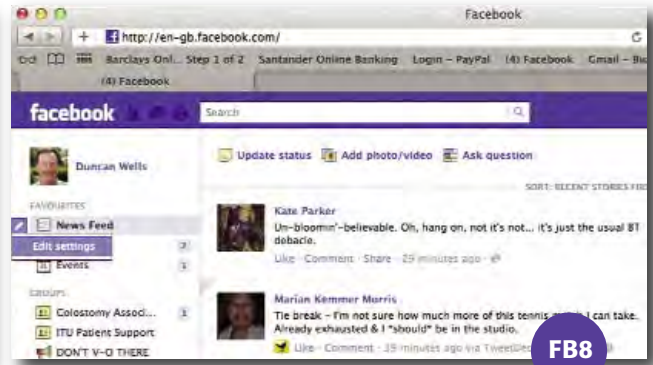 Facebook
http://en-gb.facebook.com/
Barclays Onl... Step 1 of 2 Santander Online Banking Login – PayPal (4) Facebook Gmail –
(4) Facebook
facebook
Search
Duncan Wells
Update status Add photo/video Ask question
SORT: RECENT STORIES
FAVOURITES
News Feed
Edit settings
2
Events
1
GROUPS
Colostomy Assoc... 1
ITU Patient Support
DON'T V-O THERE
Kate Parker
Un-bloomin'-believable. Oh, hang on, not it's not... it's just the usual BT
debacle.
Like · Comment · Share · 29 minutes ago ·
Marian Kemmer Morris
Tie break – I'm not sure how much more of this tennis I can take.
Already exhausted & I *should* be in the studio.
Like · Comment · 39 minutes ago via
FB8